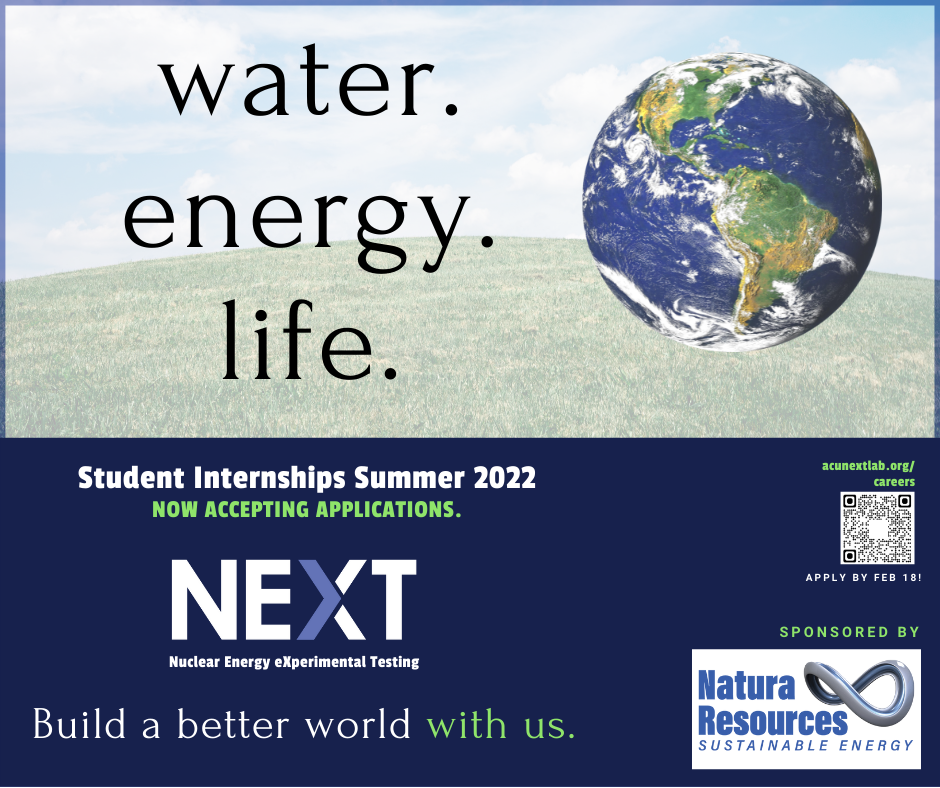 water.
energy.
life.
Student Internships Summer 2022
NOW ACCEPTING APPLICATIONS.
NEXT
Nuclear Energy eXperimental Testing
Build a better world with us.
acunextlab.org/
careers
APPLY BY FEB 18!
SPONSORED BY
Natura
Resources
SUSTAINABLE ENERGY